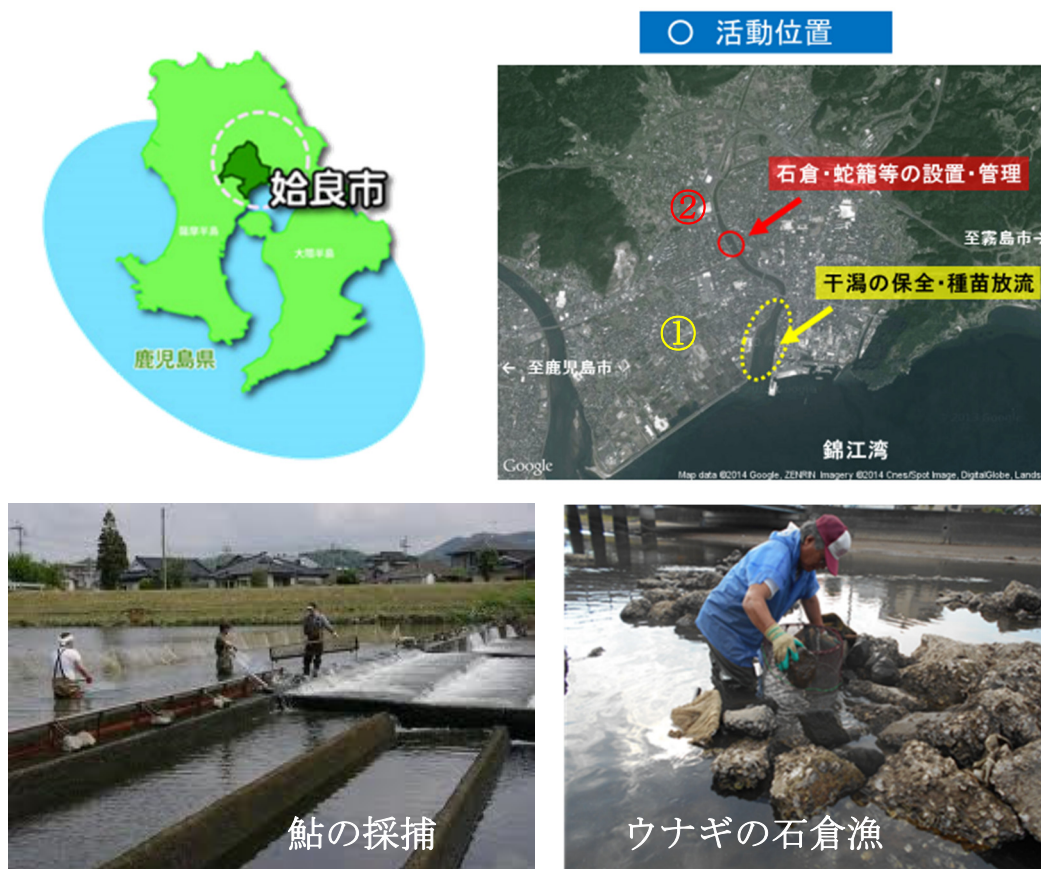 ○ 活動位置
姶良市
薩摩半島
大隅半島
鹿児島県
石倉・蛇籠等の設置・管理
②
至霧島市→
干潟の保全・種苗放流
①
← 至鹿児島市
錦江湾
Google
Map data ©2014 Google, ZENRIN Imagery ©2014 Cnes/Spot Image, DigitalGlobe, Lands
鮎の採捕
ウナギの石倉漁